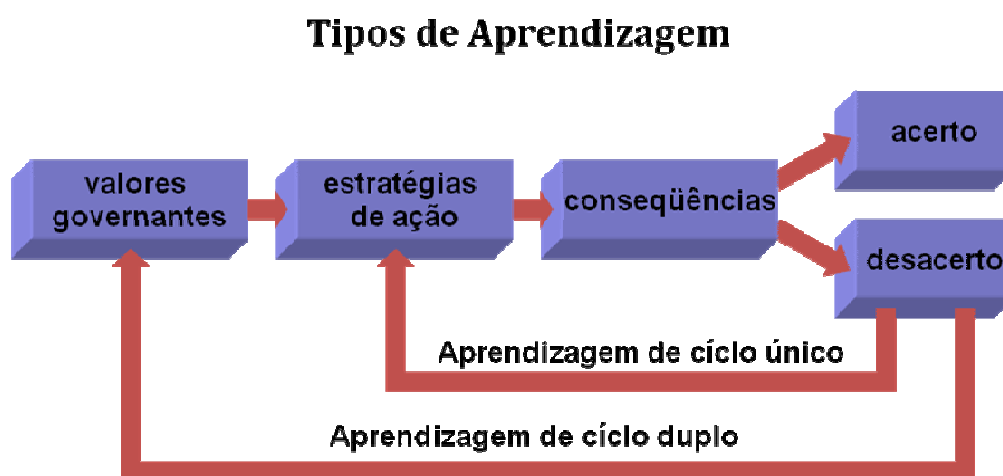 Tipos de Aprendizagem
valores
governantes
estratégias
de ação
conseqüências
acerto
desacerto
Aprendizagem de cíclo único
Aprendizagem de cíclo duplo